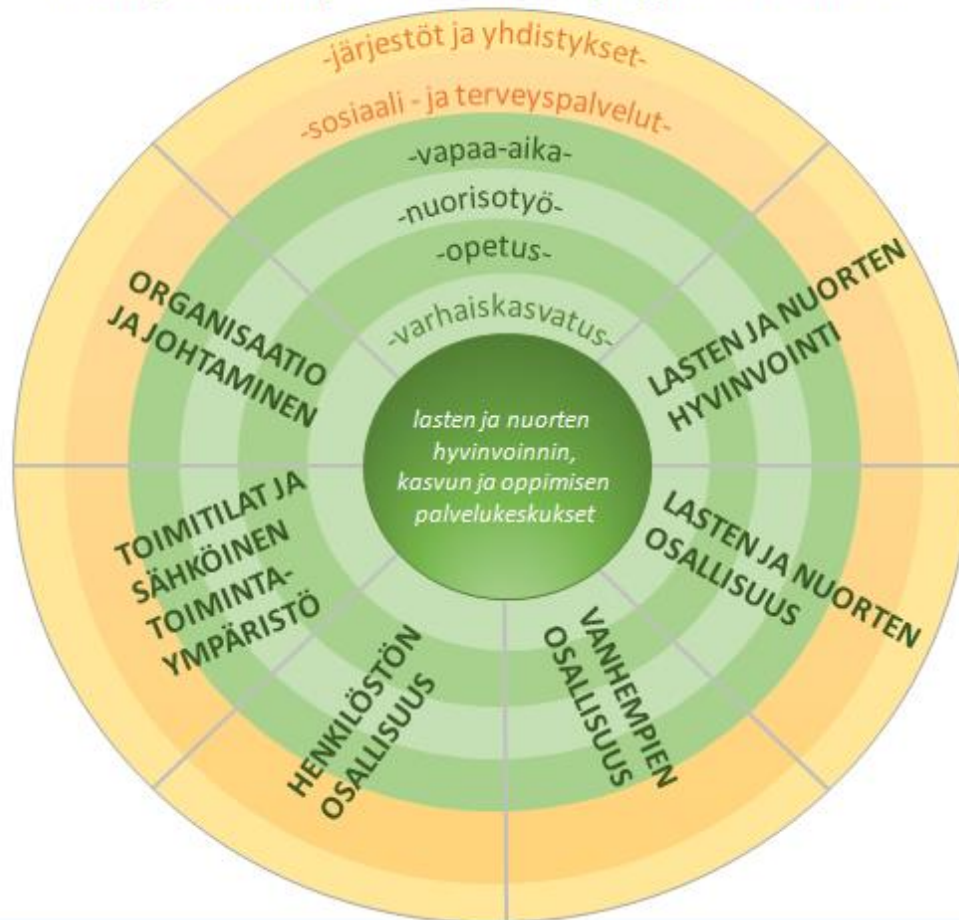 -järjestöt ja yhdistykset-
-sosiaali - ja terveyspalvelut-
-vapaa-aika-
-nuorisotyö-
-opetus-
-varhaiskasvatus-
lasten ja nuorten
hyvinvoinnin,
kasvun ja oppimisen
palvelukeskukset
ORGANISAATIO
JA JOHTAMINEN
LASTEN JA NUORTEN
HYVINVOINTI
TOIMITILAT JA
SÄHKÖINEN
TOIMINTA-
YMPÄRISTÖ
LASTEN JA NUORTEN
OSALLISUUS
HENKILÖSTÖN
OSALLISUUS
VANHEMPIEN
OSALLISUUS